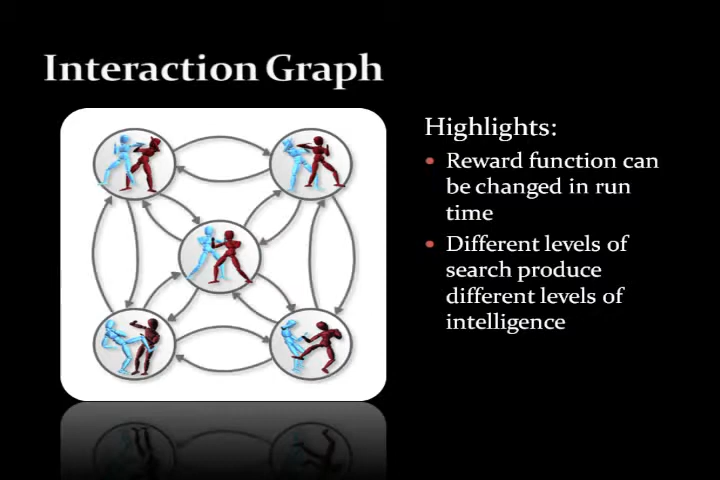 Interaction Graph
Highlights:
• Reward function can
be changed in run
time
• Different levels of
search produce
different levels of
intelligence